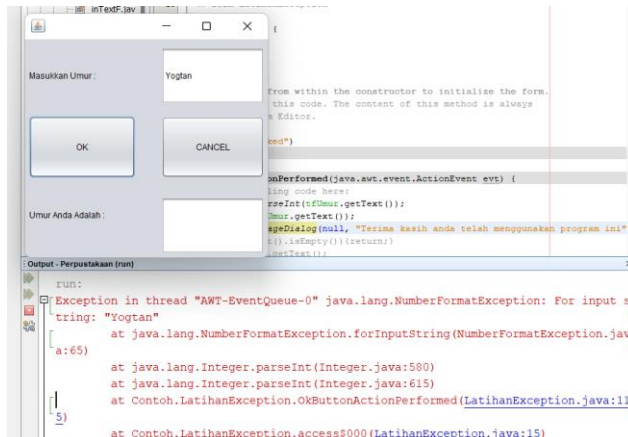 inTextF.jav
{
Masukkan Umur :
Yogtan
from within the constructor to initialize the form.
this code. The content of this method is always
m Editor.
ked")
OK
CANCEL
onPerformed(java.awt.event.ActionEvent evt) {
ling code here:
rseInt(tfUmur.getText());
Umur Anda Adalah :
Umur.getText());
ageDialog(null, "Terima kasih anda telah menggunakan program ini"
t().isEmpty()){return;}
.getText();
Output - Perpustakaan (run)
run:
Exception in thread "AWT-EventQueue-0" java.lang.NumberFormatException: For input s
tring: "Yogtan"
at java.lang.NumberFormatException.forInputString(NumberFormatException.jav
a:65)
at java.lang.Integer.parseInt(Integer.java:580)
at java.lang.Integer.parseInt(Integer.java:615)
at Contoh.LatihanException.OkButtonActionPerformed(LatihanException.java:11
5)
at Contoh.LatihanException.access$000(LatihanException.java:15)